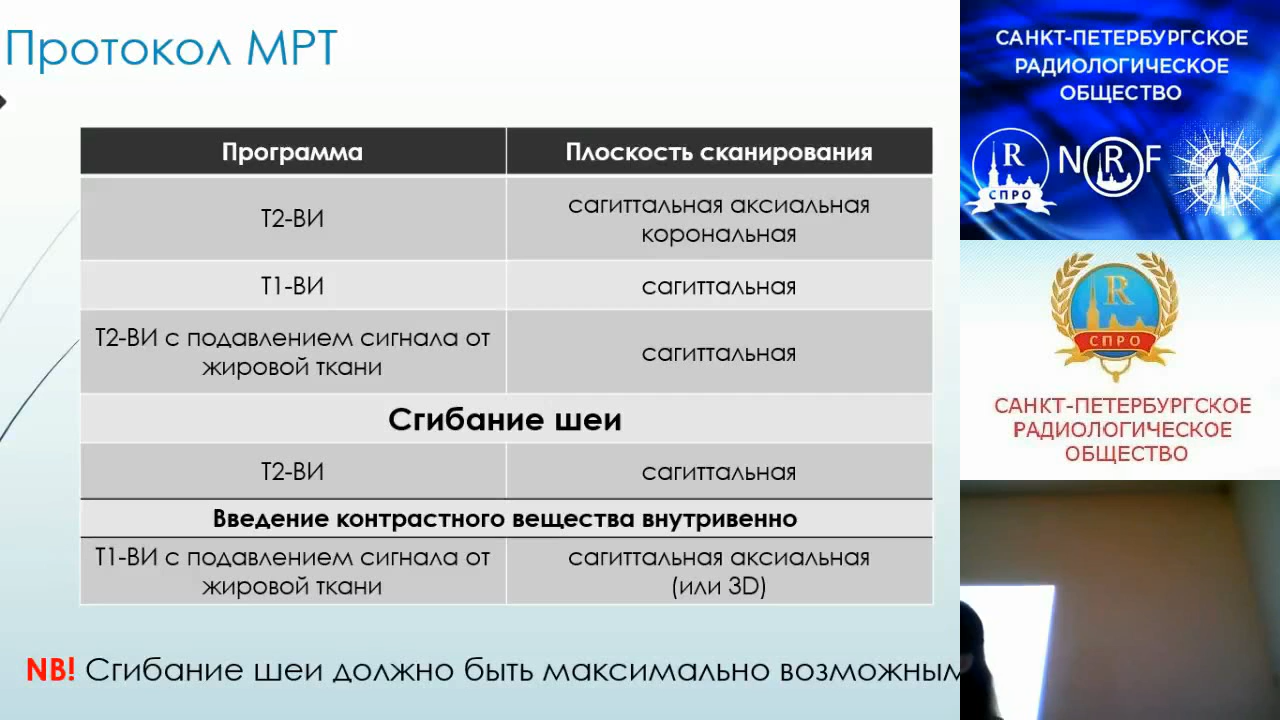 Протокол МРТ
Программа
Плоскость сканирования
Т2-ВИ
сагиттальная аксиальная
корональная
Т1-ВИ
сагиттальная
Т2-ВИ с подавлением сигнала от
жировой ткани
сагиттальная
Сгибание шеи
Т2-ВИ
сагиттальная
Введение контрастного вещества внутривенно
Т1-ВИ с подавлением сигнала от
жировой ткани
сагиттальная аксиальная
(или 3D)
NB! Сгибание шеи должно быть максимально возможным
САНКТ-ПЕТЕРБУРГСКОЕ
РАДИОЛОГИЧЕСКОЕ
ОБЩЕСТВО
R
СПРО
NRF
R
СПРО
САНКТ-ПЕТЕРБУРГСКОЕ
РАДИОЛОГИЧЕСКОЕ
ОБЩЕСТВО